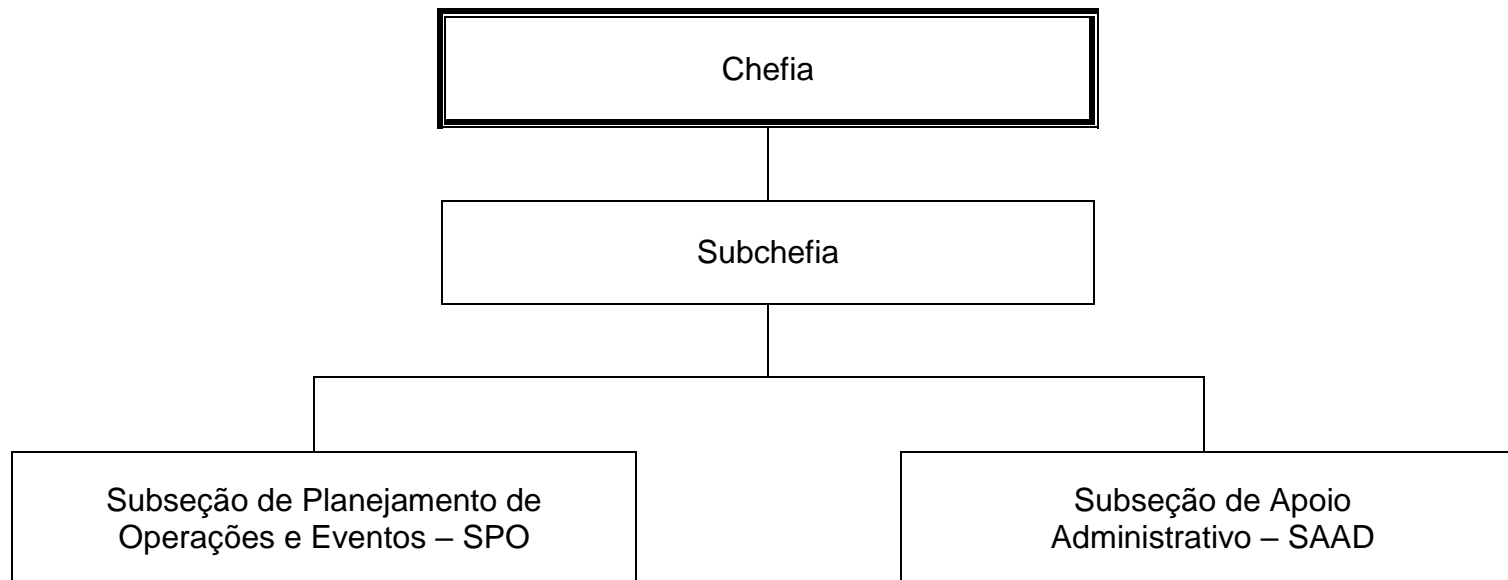 Chefia
Subchefia
Subseção de Planejamento de
Operações e Eventos – SPO
Subseção de Apoio
Administrativo – SAAD